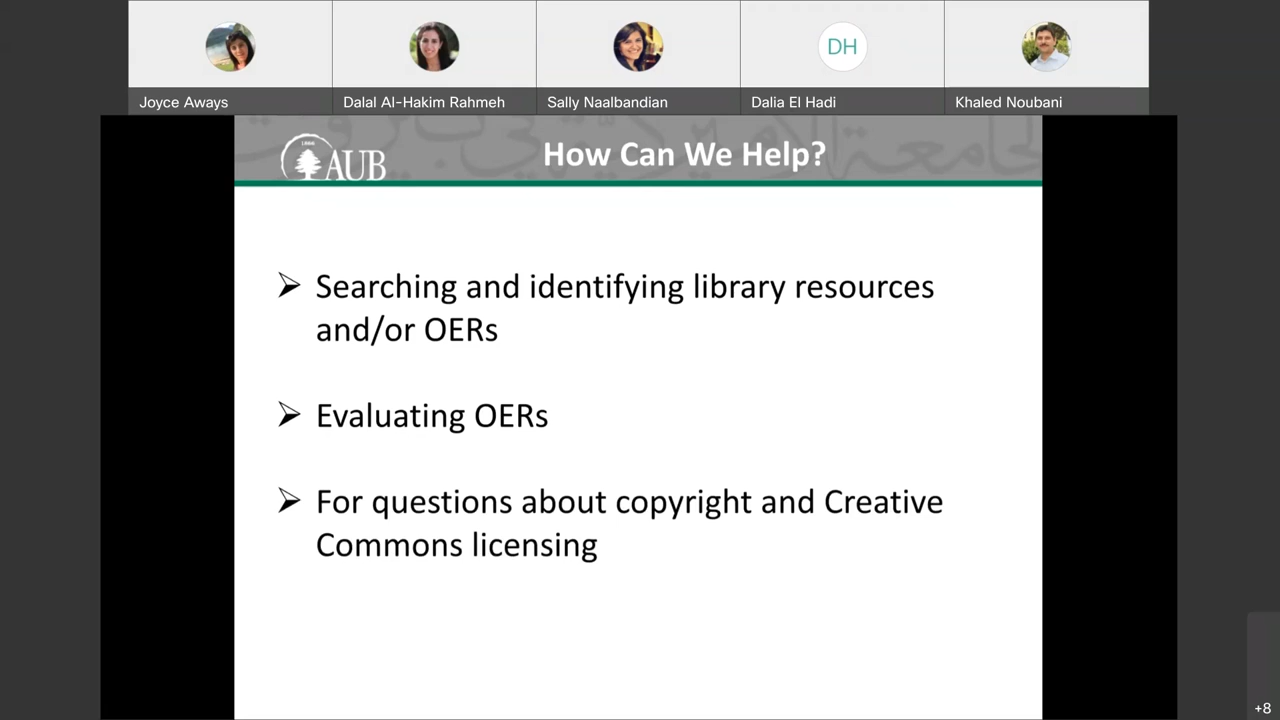 DH
Joyce Aways
Dalal Al-Hakim Rahmeh
Sally Naalbandian
Dalia El Hadi
Khaled Noubani
1866
AUB
How Can We Help?
Searching and identifying library resources
and/or OERs
Evaluating OERs
For questions about copyright and Creative
Commons licensing
+8